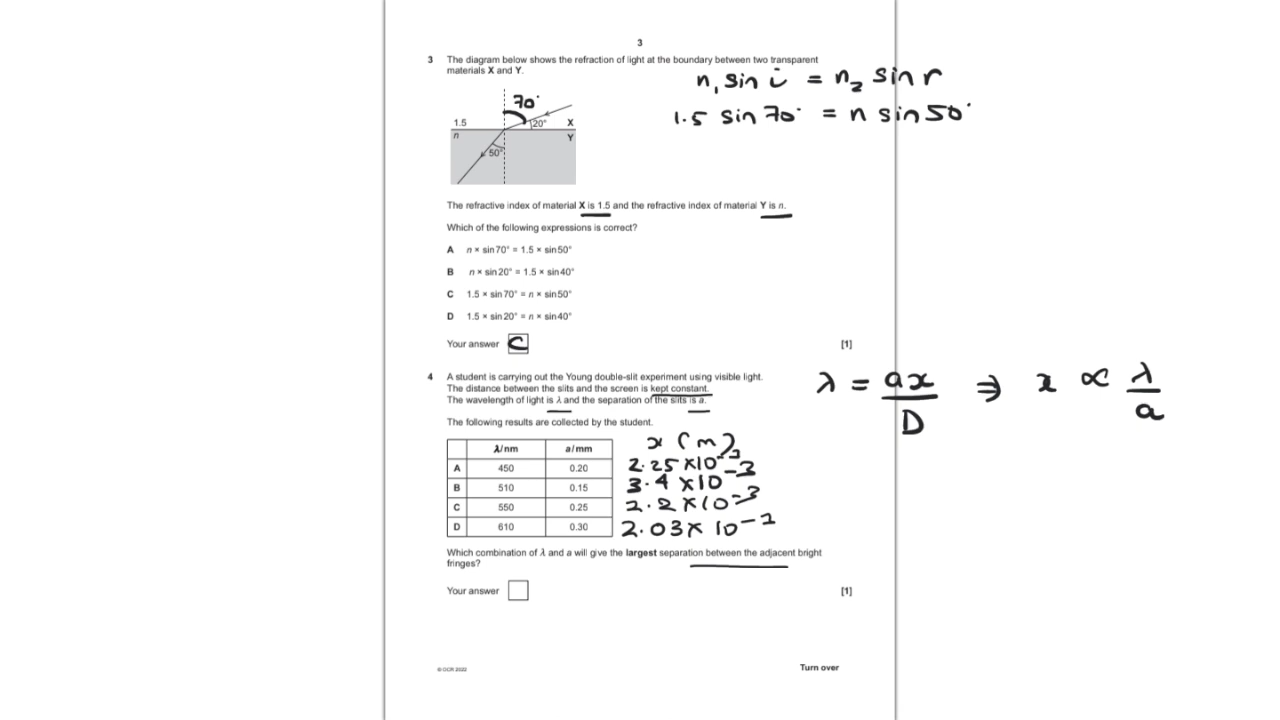 3
3 The diagram below shows the refraction of light at the boundary between two transparent
materials X and Y.
n₁ sin i = n₂ sin r
1.5 sin 70° = n sin 50°
70°
1.5 20° X
n Y
50°
The refractive index of material X is 1.5 and the refractive index of material Y is n.
Which of the following expressions is correct?
A n × sin 70° = 1.5 × sin 50°
B n × sin 20° = 1.5 × sin 40°
C 1.5 × sin 70° = n × sin 50°
D 1.5 × sin 20° = n × sin 40°
Your answer C [1]
4 A student is carrying out the Young double-slit experiment using visible light.
The distance between the slits and the screen is kept constant.
The wavelength of light is λ and the separation of the slits is a.
λ = ax / D ⇒ x ∝ λ / a
The following results are collected by the student.
λ/nm a/mm x (m)
A 450 0.20 2.25 × 10⁻³
B 510 0.15 3.4 × 10⁻³
C 550 0.25 2.2 × 10⁻³
D 610 0.30 2.03 × 10⁻
Which combination of λ and a will give the largest separation between the adjacent bright
fringes?
Your answer [1]
© OCR 2022 Turn over